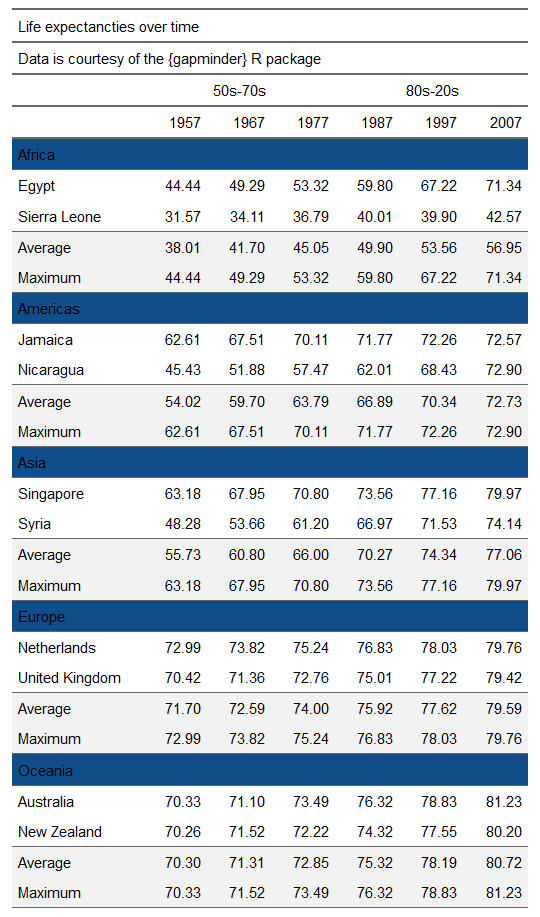 Life expectancies over time
Data is courtesy of the {gapminder} R package
50s-70s 80s-20s
1957 1967 1977 1987 1997 2007
Africa
Egypt 44.44 49.29 53.32 59.80 67.22 71.34
Sierra Leone 31.57 34.11 36.79 40.01 39.90 42.57
Average 38.01 41.70 45.05 49.90 53.56 56.95
Maximum 44.44 49.29 53.32 59.80 67.22 71.34
Americas
Jamaica 62.61 67.51 70.11 71.77 72.26 72.57
Nicaragua 45.43 51.88 57.47 62.01 68.43 72.90
Average 54.02 59.70 63.79 66.89 70.34 72.73
Maximum 62.61 67.51 70.11 71.77 72.26 72.90
Asia
Singapore 63.18 67.95 70.80 73.56 77.16 79.97
Syria 48.28 53.66 61.20 66.97 71.53 74.14
Average 55.73 60.80 66.00 70.27 74.34 77.06
Maximum 63.18 67.95 70.80 73.56 77.16 79.97
Europe
Netherlands 72.99 73.82 75.24 76.83 78.03 79.76
United Kingdom 70.42 71.36 72.76 75.01 77.22 79.42
Average 71.70 72.59 74.00 75.92 77.62 79.59
Maximum 72.99 73.82 75.24 76.83 78.03 79.76
Oceania
Australia 70.33 71.10 73.49 76.32 78.83 81.23
New Zealand 70.26 71.52 72.22 74.32 77.55 80.20
Average 70.30 71.31 72.85 75.32 78.19 80.72
Maximum 70.33 71.52 73.49 76.32 78.83 81.23